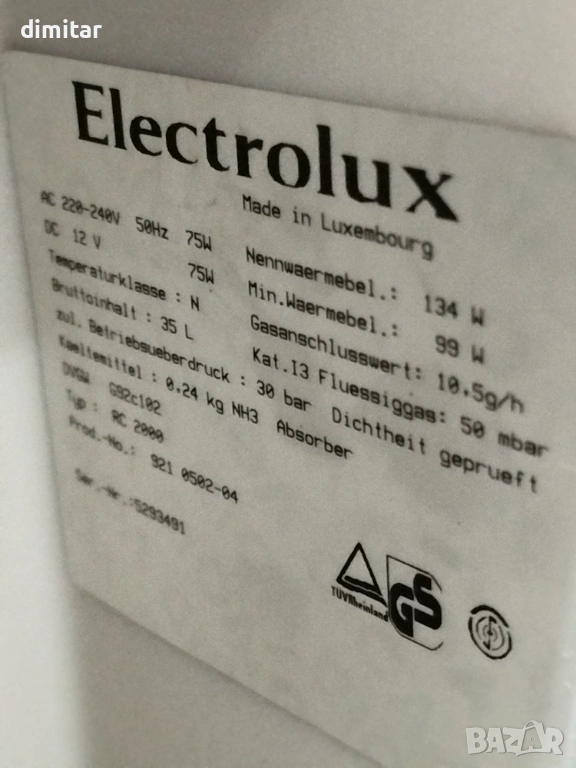 dimitar
Electrolux
Made in Luxembourg
AC 220-240V 50Hz 75W
DC 12 V 75W
Temperaturklasse : N
Bruttoinhalt : 35 L
Nennwaermebel.: 134 W
Min.Waermebel.: 99 W
Gasanschlusswert: 10,5g/h
Kat.I3 Fluessiggas: 50 mbar
zul. Betriebsueberdruck : 30 bar Dichtheit geprueft
Kaeltemittel : 0,24 kg NH3 Absorber
DVGW G92c102
Typ : RC 2000
Prod.-No.: 921 0502-04
Ser.-Nr.:5293491
TÜVRheinland
GS
BAZAR